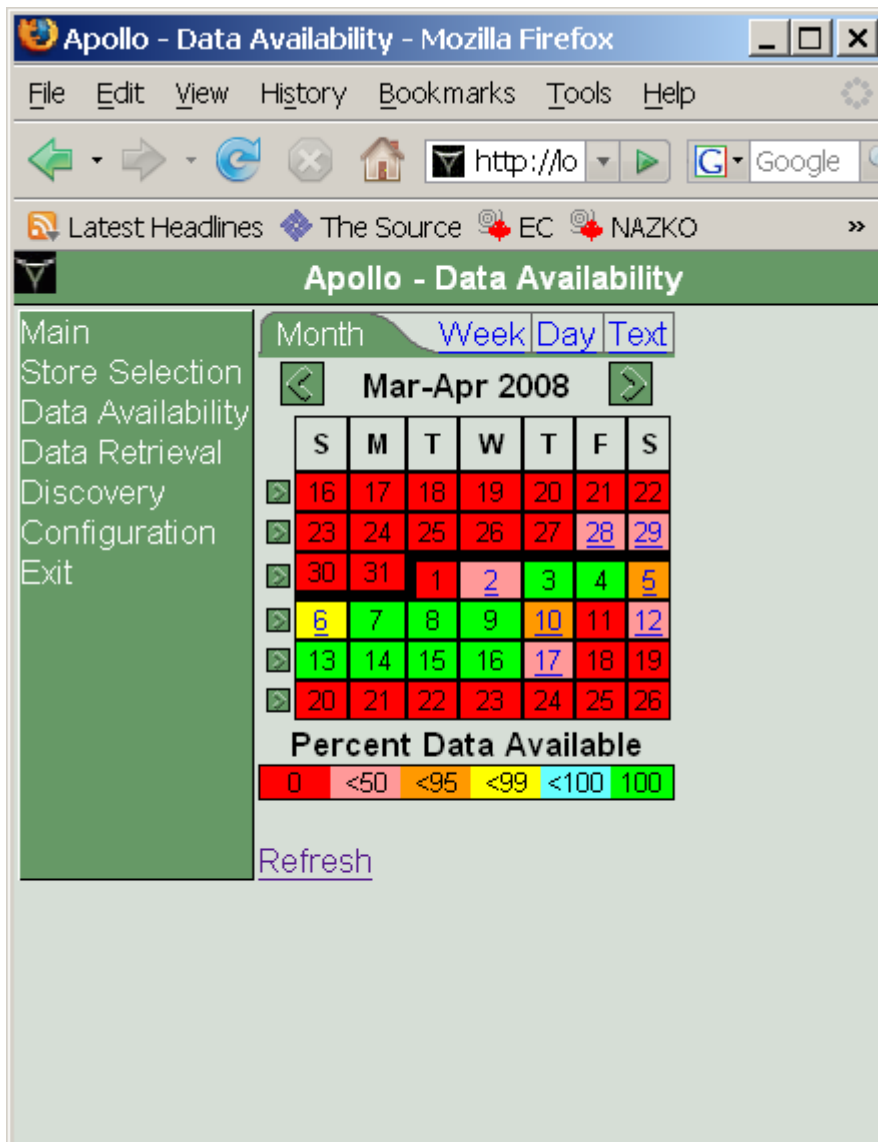 Apollo - Data Availability - Mozilla Firefox
File Edit View History Bookmarks Tools Help
http://lo G Google
Latest Headlines The Source EC NAZKO »
Apollo - Data Availability
Main
Store Selection
Data Availability
Data Retrieval
Discovery
Configuration
Exit
Month Week Day Text
Mar-Apr 2008
S M T W T F S
16 17 18 19 20 21 22
23 24 25 26 27 28 29
30 31 1 2 3 4 5
6 7 8 9 10 11 12
13 14 15 16 17 18 19
20 21 22 23 24 25 26
Percent Data Available
0 <50 <95 <99 <100 100
Refresh